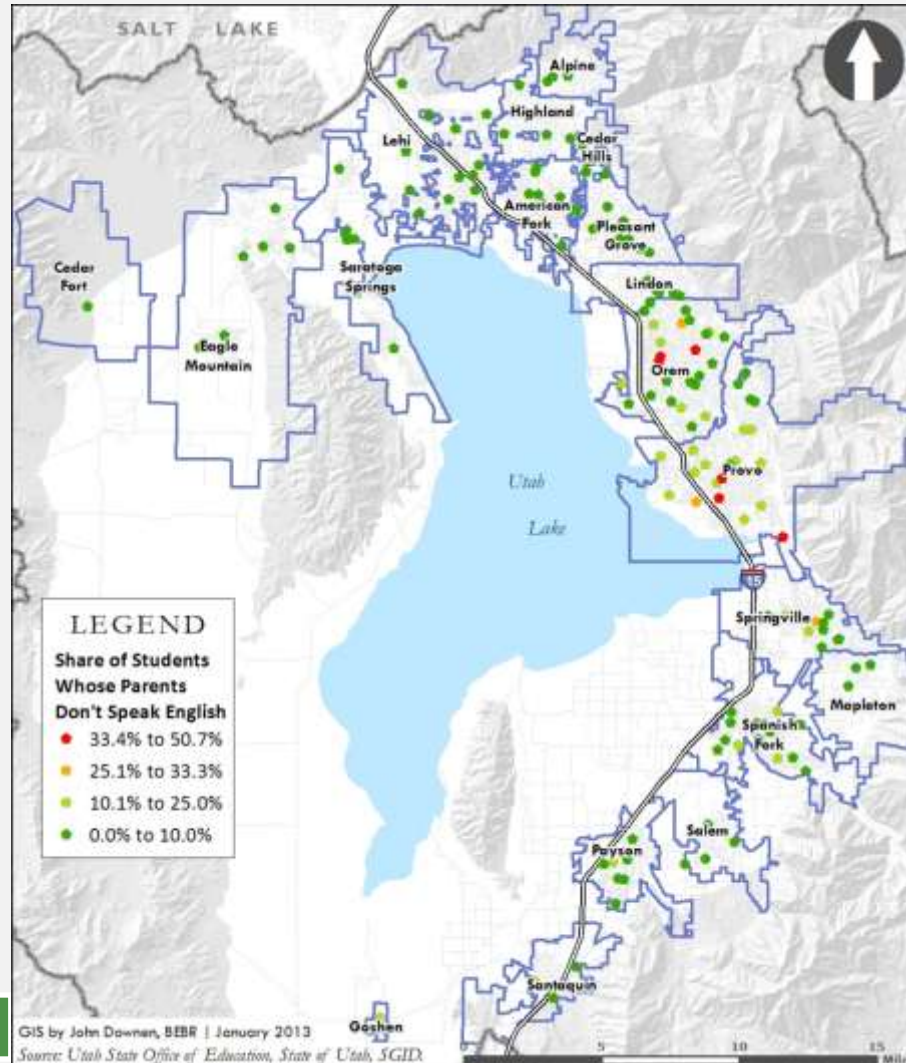 SALT LAKE
Alpine
Highland
Lehi
Cedar
Hills
American
Fork
Pleasant
Grove
Cedar
Fort
Saratoga
Springs
Lindon
Eagle
Mountain
Orem
Utah
Lake
Provo
15
Springville
Mapleton
Spanish
Fork
Salem
Payson
Santaquin
Goshen
LEGEND
Share of Students
Whose Parents
Don't Speak English
33.4% to 50.7%
25.1% to 33.3%
10.1% to 25.0%
0.0% to 10.0%
GIS by John Downen, BEBR | January 2013
Source: Utah State Office of Education, State of Utah, SGID.
0 5 10 15